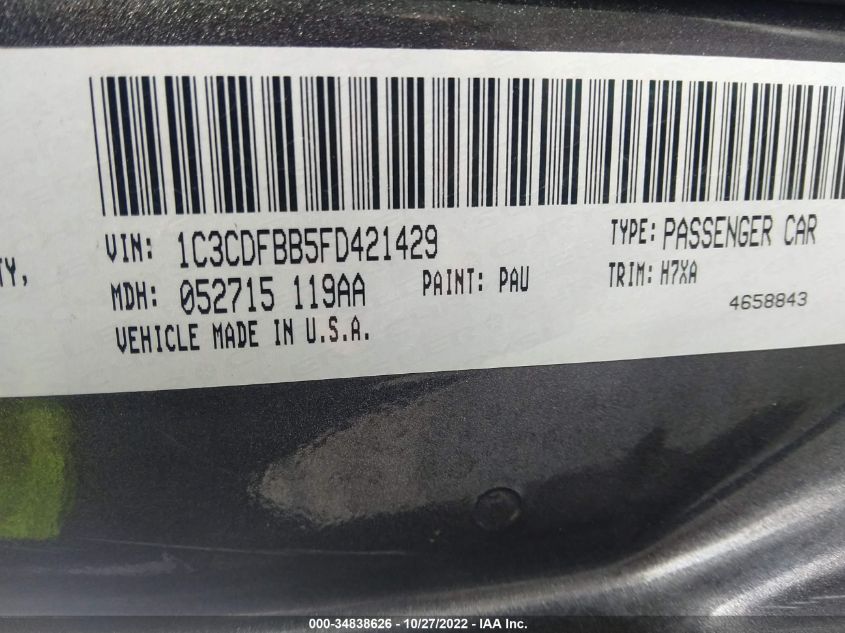 VIN: 1C3CDFBB5FD421429
TYPE: PASSENGER CAR
TY,
MDH: 052715 119AA
PAINT: PAU
TRIM: H7XA
4658843
VEHICLE MADE IN U.S.A.
000-34838626 - 10/27/2022 - IAA Inc.